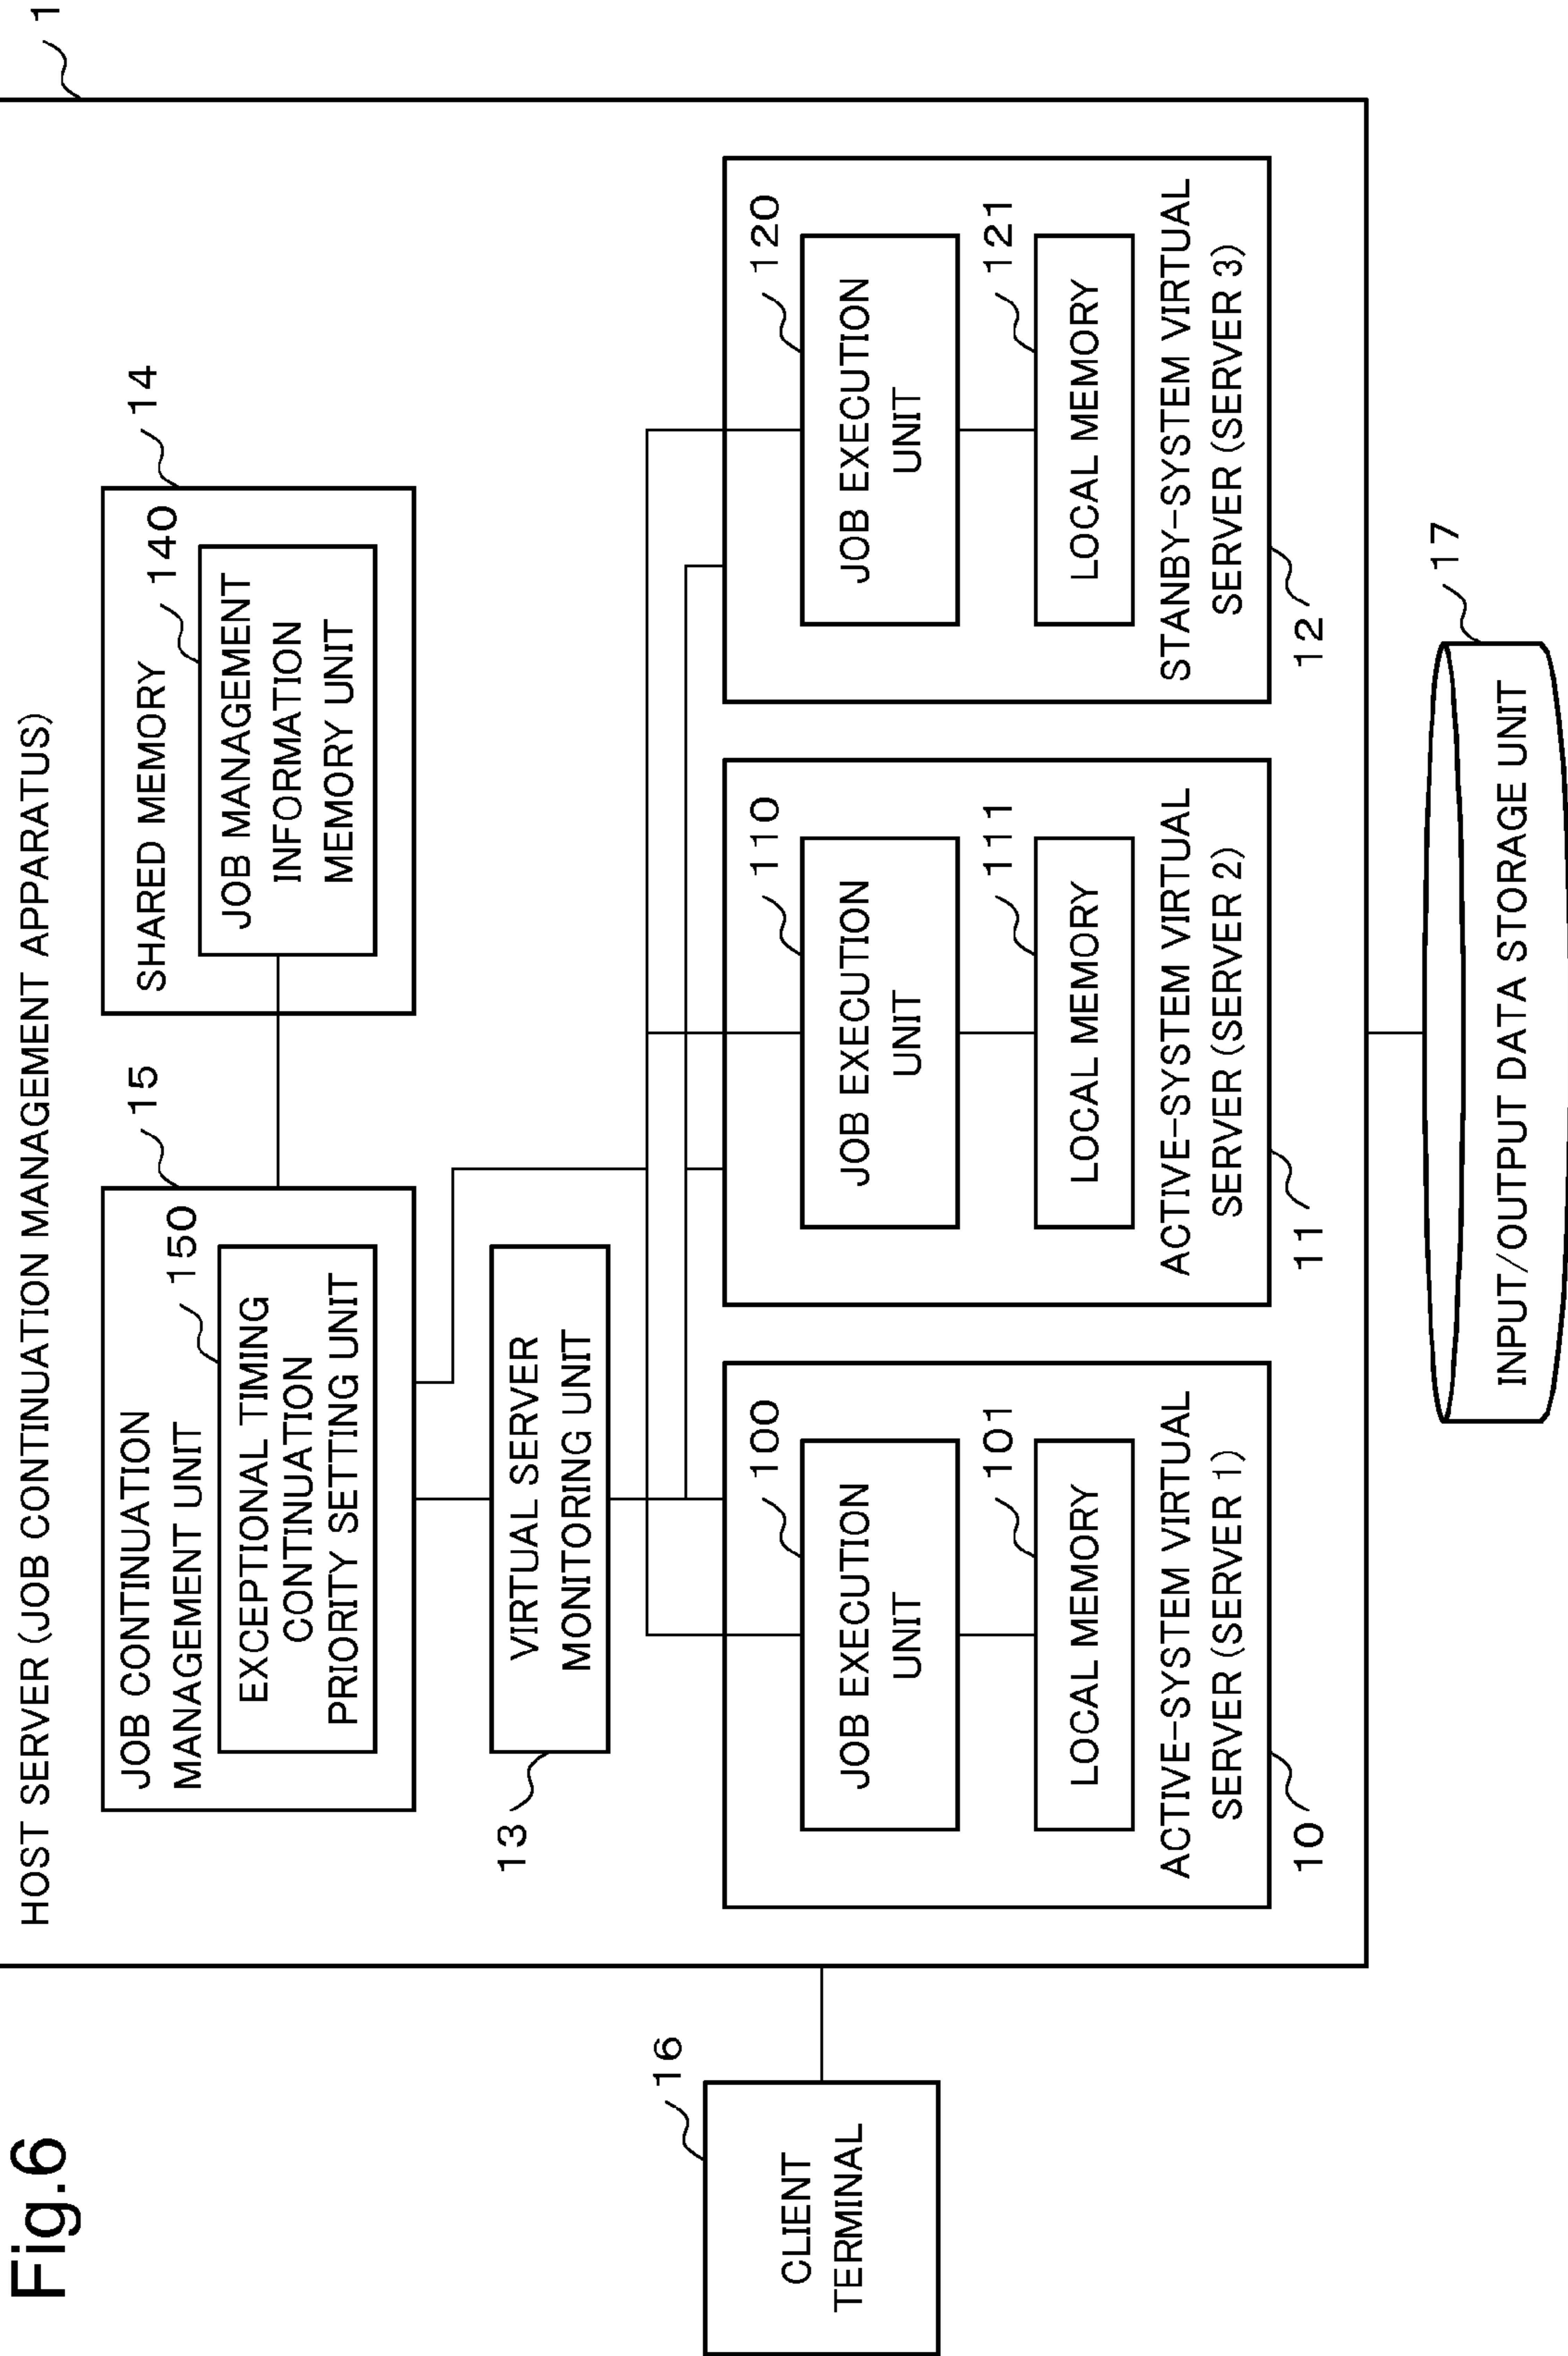 Fig.6
HOST SERVER (JOB CONTINUATION MANAGEMENT APPARATUS)
1
JOB CONTINUATION
MANAGEMENT UNIT
15
EXCEPTIONAL TIMING
CONTINUATION
PRIORITY SETTING UNIT
150
SHARED MEMORY
14
JOB MANAGEMENT
INFORMATION
MEMORY UNIT
140
VIRTUAL SERVER
MONITORING UNIT
13
CLIENT
TERMINAL
16
JOB EXECUTION
UNIT
100
LOCAL MEMORY
101
ACTIVE-SYSTEM VIRTUAL
SERVER (SERVER 1)
10
JOB EXECUTION
UNIT
110
LOCAL MEMORY
111
ACTIVE-SYSTEM VIRTUAL
SERVER (SERVER 2)
11
JOB EXECUTION
UNIT
120
LOCAL MEMORY
121
STANBY-SYSTEM VIRTUAL
SERVER (SERVER 3)
12
INPUT/OUTPUT DATA STORAGE UNIT
17